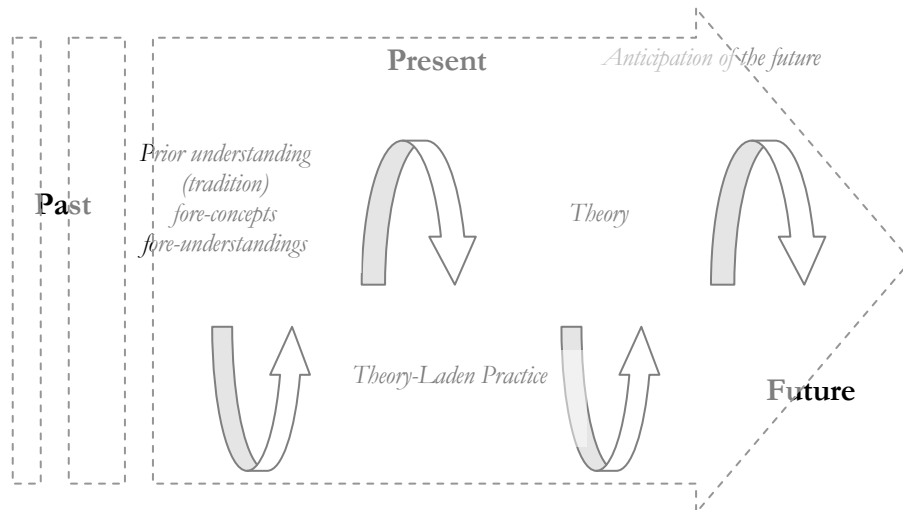 Present
Anticipation of the future
Prior understanding
(tradition)
fore-concepts
fore-understandings
Past
Theory
Theory-Laden Practice
Future